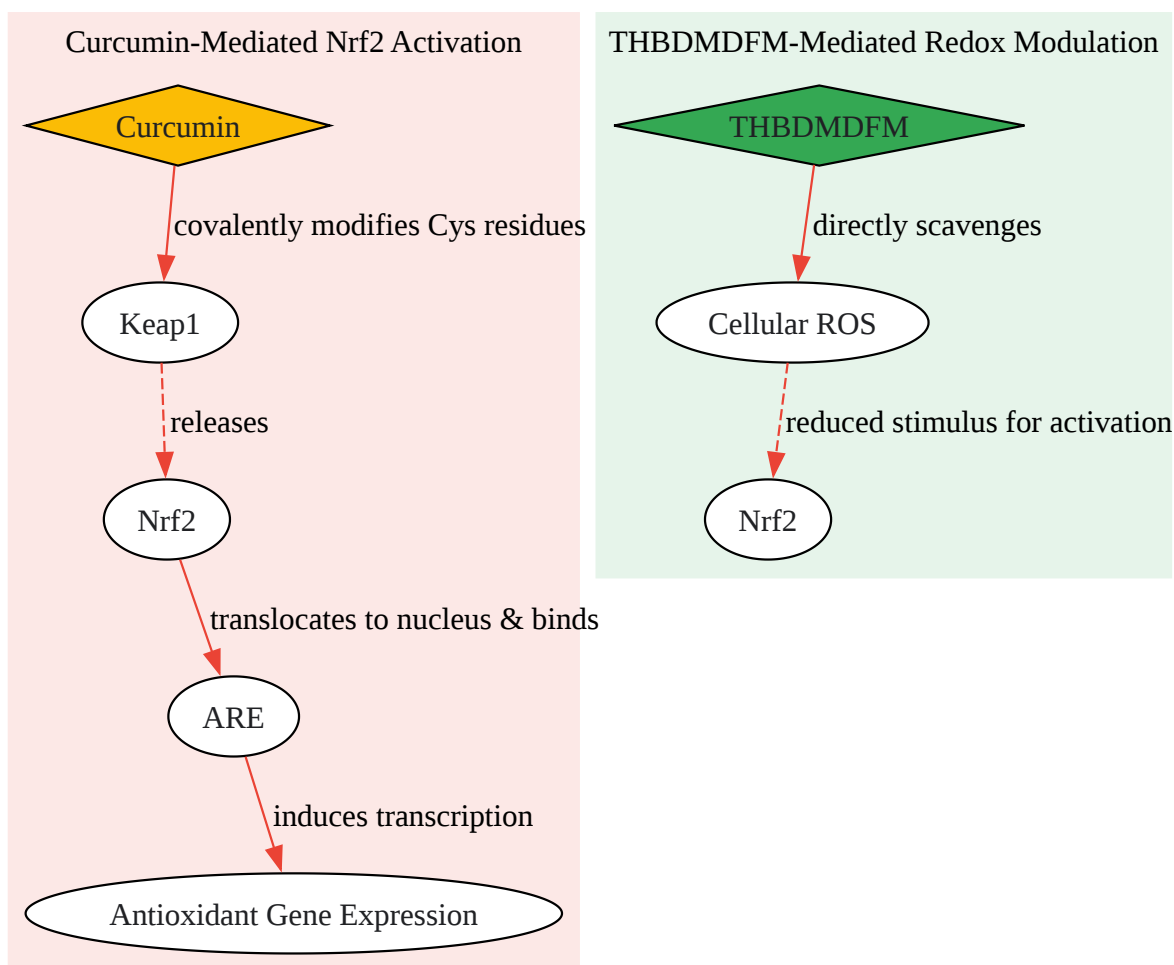 Curcumin-Mediated Nrf2 Activation
Curcumin
covalently modifies Cys residues
Keap1
releases
Nrf2
translocates to nucleus & binds
ARE
induces transcription
Antioxidant Gene Expression
THBDMDFM-Mediated Redox Modulation
THBDMDFM
directly scavenges
Cellular ROS
reduced stimulus for activation
Nrf2